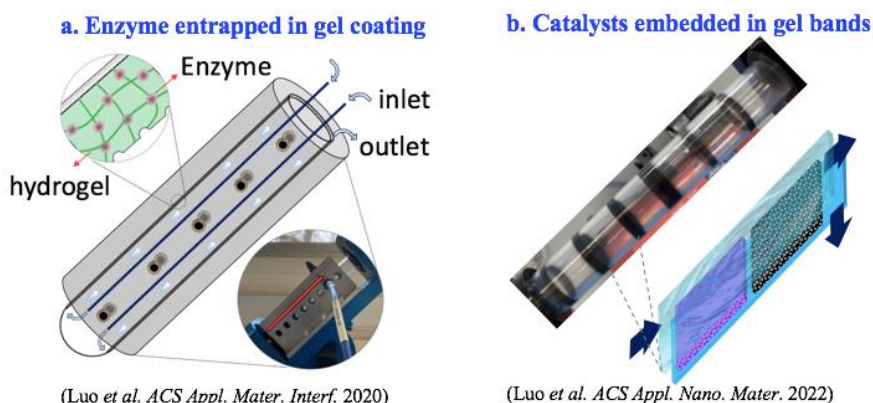 a. Enzyme entrapped in gel coating
Enzyme
inlet
outlet
hydrogel
(Luo et al. ACS Appl. Mater. Interf. 2020)
b. Catalysts embedded in gel bands
(Luo et al. ACS Appl. Nano. Mater. 2022)